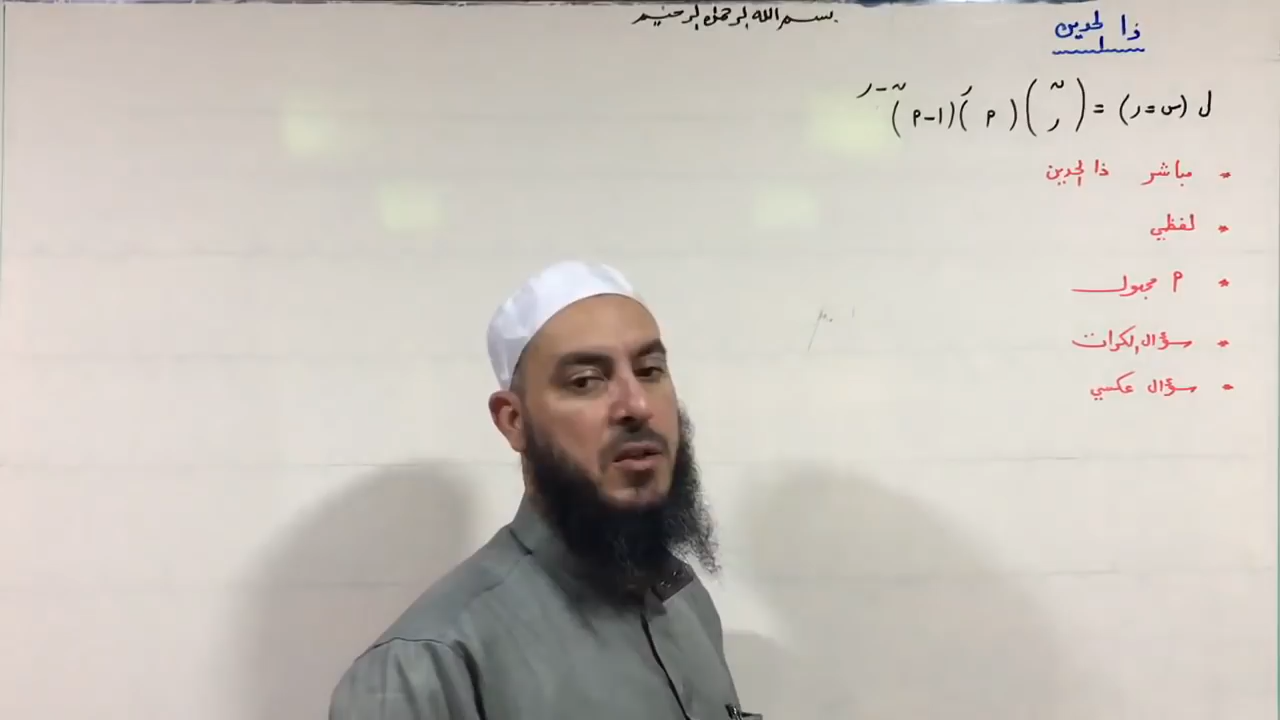 بسم الله الرحمن الرحيم
ذا الحدين
ل (س = ر) = (ن ر) (م)^ر (١ - م)^ن-ر
* مباشر ذا الحدين
* لفظي
* م مجهول
* سؤال الكرات
* سؤال عكسي